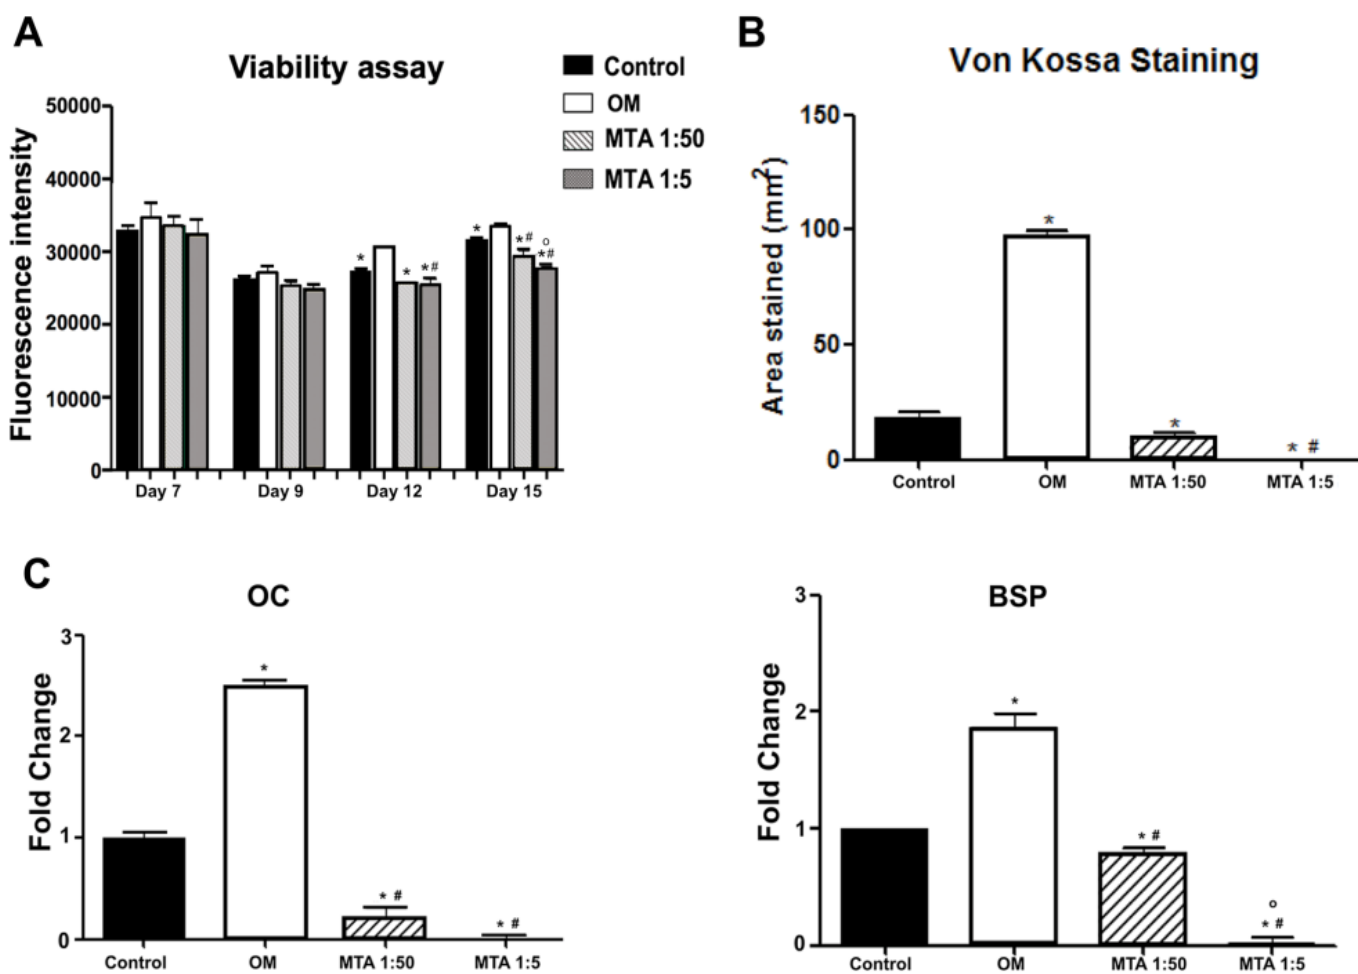 A
Viability assay
Control
OM
MTA 1:50
MTA 1:5
Fluorescence intensity
50000
40000
30000
20000
10000
0
* * *# * *# o *#
Day 7 Day 9 Day 12 Day 15
B
Von Kossa Staining
Area stained (mm²)
150
100
50
0
* * * #
Control OM MTA 1:50 MTA 1:5
C
OC
Fold Change
3
2
1
0
* * # * #
Control OM MTA 1:50 MTA 1:5
BSP
Fold Change
3
2
1
0
* * # o * #
Control OM MTA 1:50 MTA 1:5